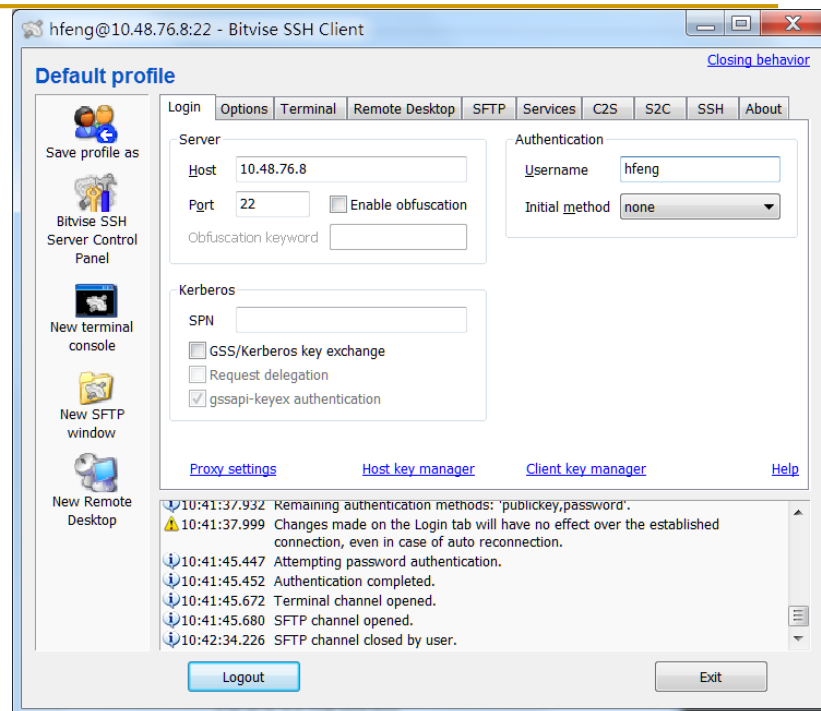 hfeng@10.48.76.8:22 - Bitvise SSH Client
Closing behavior
Default profile
Save profile as
Bitvise SSH
Server Control
Panel
New terminal
console
New SFTP
window
New Remote
Desktop
Login Options Terminal Remote Desktop SFTP Services C2S S2C SSH About
Server
Host 10.48.76.8
Port 22 Enable obfuscation
Obfuscation keyword
Authentication
Username hfeng
Initial method none
Kerberos
SPN
GSS/Kerberos key exchange
Request delegation
gssapi-keyex authentication
Proxy settings Host key manager Client key manager Help
10:41:37.932 Remaining authentication methods: 'publickey,password'.
10:41:37.999 Changes made on the Login tab will have no effect over the established
connection, even in case of auto reconnection.
10:41:45.447 Attempting password authentication.
10:41:45.452 Authentication completed.
10:41:45.672 Terminal channel opened.
10:41:45.680 SFTP channel opened.
10:42:34.226 SFTP channel closed by user.
Logout Exit